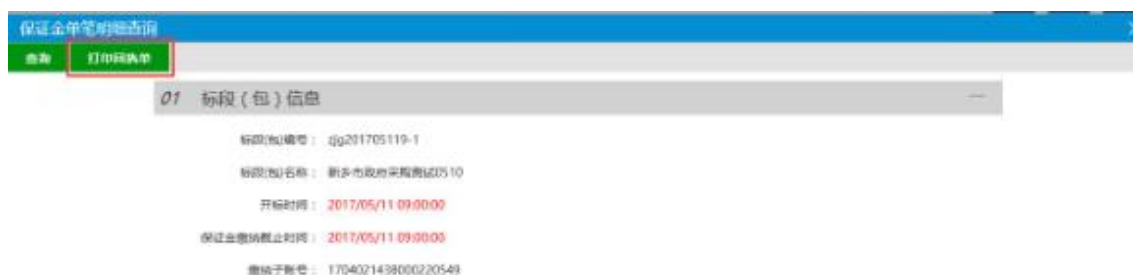 保证金单笔明细查询
查询 打印回执单
01 标段(包)信息
标段(包)编号: zjg201705119-1
标段(包)名称: 新乡市政府采购测试0510
开标时间: 2017/05/11 09:00:00
保证金缴纳截止时间: 2017/05/11 09:00:00
缴纳子账号: 1704021438000220549